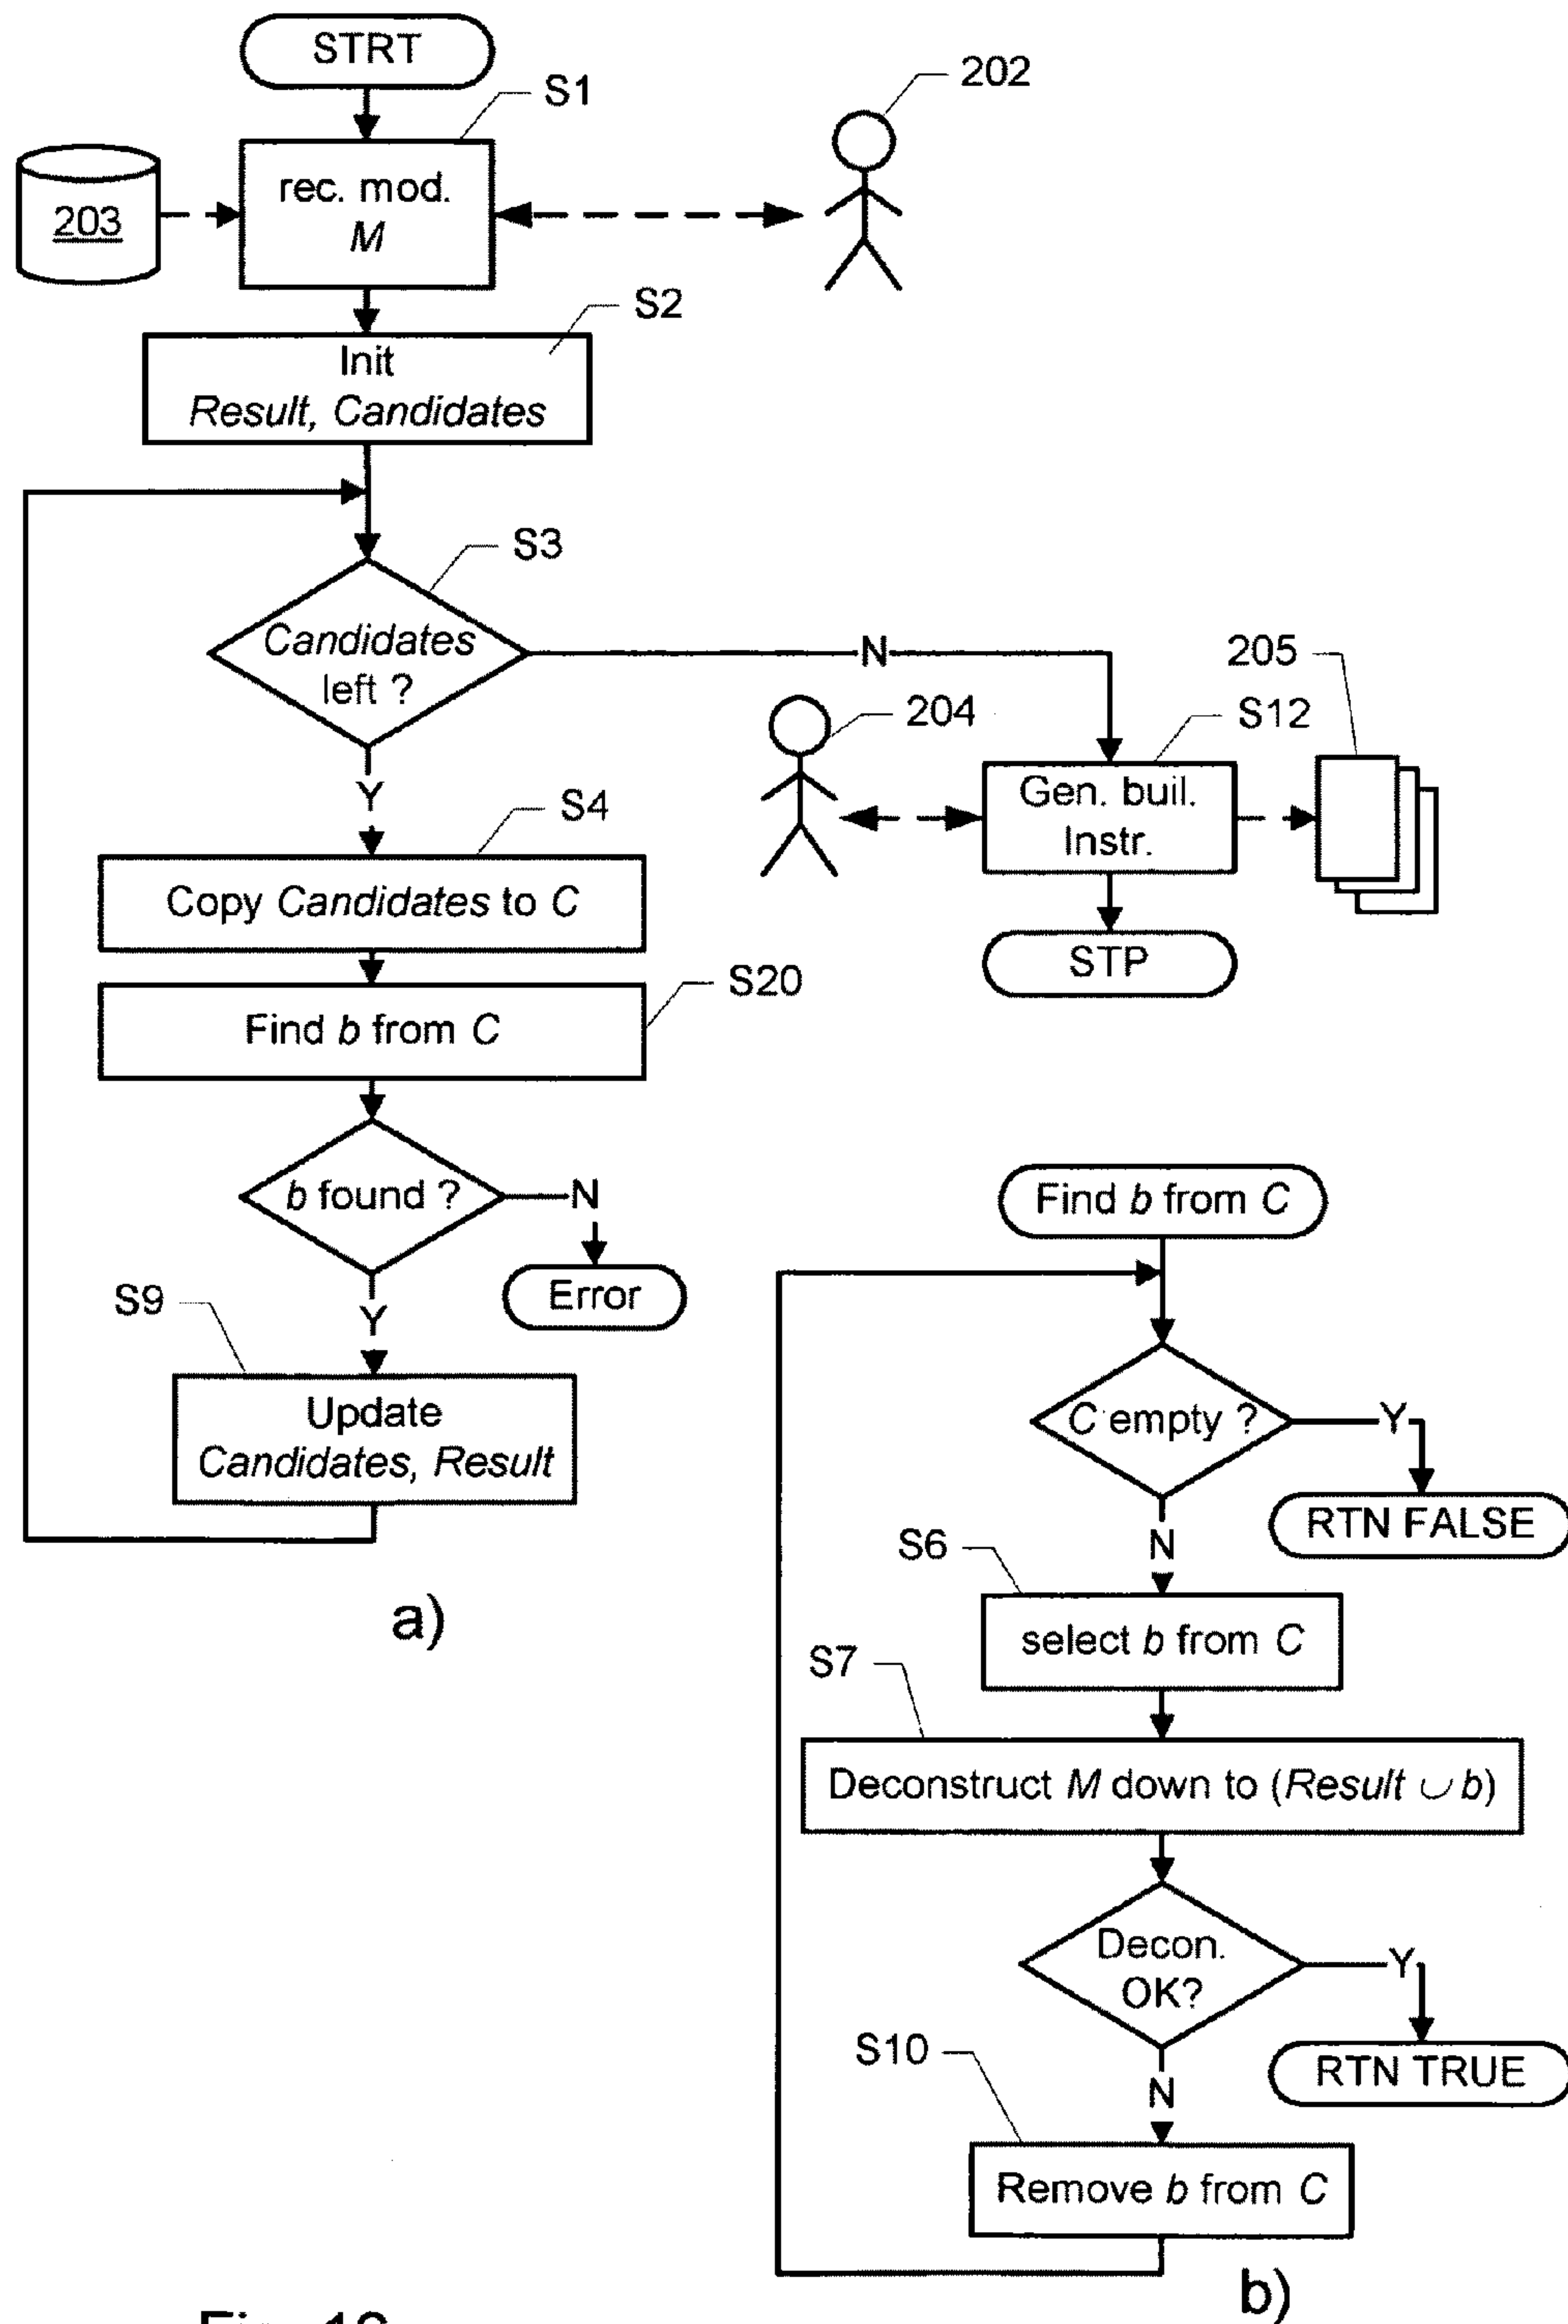 STRT
S1
202
203
rec. mod.
M
S2
Init
Result, Candidates
S3
Candidates
left ?
N
205
204
S12
Y
Gen. buil.
Instr.
S4
Copy Candidates to C
STP
S20
Find b from C
b found ?
N
Find b from C
S9
Y
Error
Update
Candidates, Result
C empty ?
Y
RTN FALSE
N
S6
a)
select b from C
S7
Deconstruct M down to (Result ∪ b)
Decon.
OK?
Y
S10
RTN TRUE
N
Remove b from C
b)